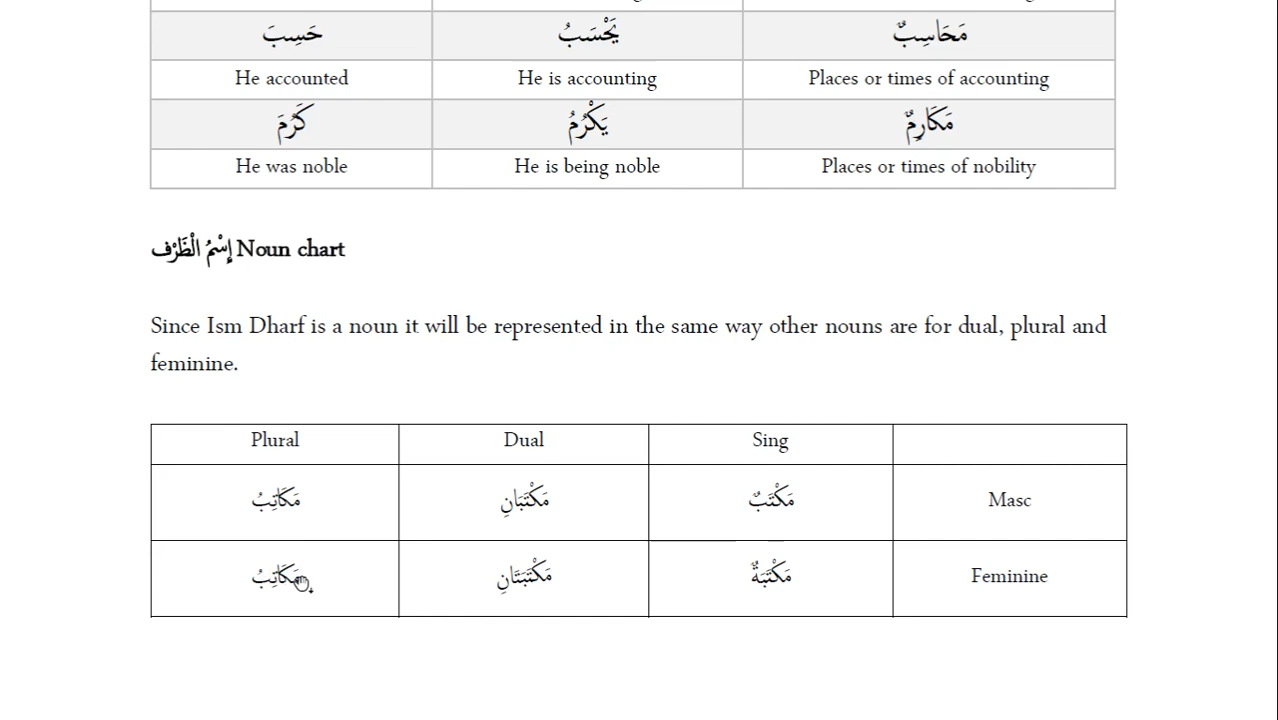 حَسِبَ يَحْسَبُ مَحَاسِبٌ
He accounted He is accounting Places or times of accounting
كَرُمَ يَكْرُمُ مَكَارِمٌ
He was noble He is being noble Places or times of nobility
إِسْمُ الْظَرْف Noun chart
Since Ism Dharf is a noun it will be represented in the same way other nouns are for dual, plural and
feminine.
Plural Dual Sing
مَكَاتِبُ مَكْتَبَانِ مَكْتَبٌ Masc
مَكَاتِبُ مَكْتَبَتَانِ مَكْتَبَةٌ Feminine